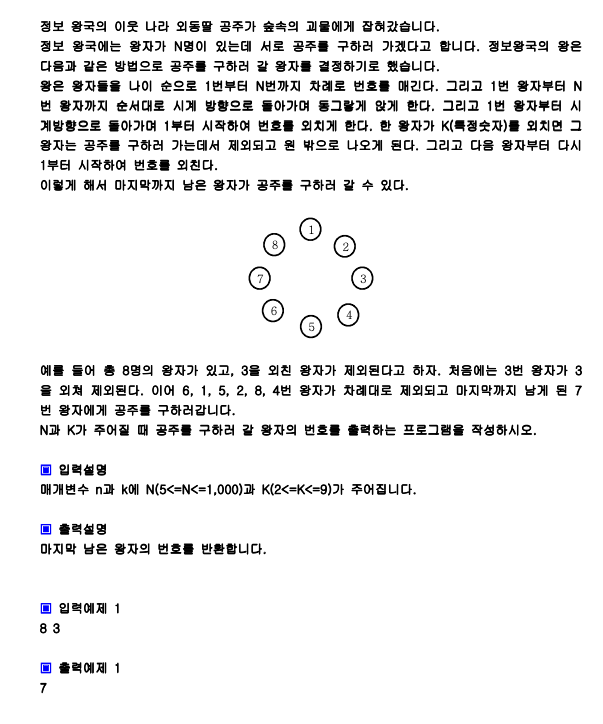 정보 왕국의 이웃 나라 외동딸 공주가 숲속의 괴물에게 잡혀갔습니다.
정보 왕국에는 왕자가 N명이 있는데 서로 공주를 구하러 가겠다고 합니다. 정보왕국의 왕은
다음과 같은 방법으로 공주를 구하러 갈 왕자를 결정하기로 했습니다.
왕은 왕자들을 나이 순으로 1번부터 N번까지 차례로 번호를 매긴다. 그리고 1번 왕자부터 N
번 왕자까지 순서대로 시계 방향으로 돌아가며 동그랗게 앉게 한다. 그리고 1번 왕자부터 시
계방향으로 돌아가며 1부터 시작하여 번호를 외치게 한다. 한 왕자가 K(특정숫자)를 외치면 그
왕자는 공주를 구하러 가는데서 제외되고 원 밖으로 나오게 된다. 그리고 다음 왕자부터 다시
1부터 시작하여 번호를 외친다.
이렇게 해서 마지막까지 남은 왕자가 공주를 구하러 갈 수 있다.
1
8
2
7
3
6
4
5
예를 들어 총 8명의 왕자가 있고, 3을 외친 왕자가 제외된다고 하자. 처음에는 3번 왕자가 3
을 외쳐 제외된다. 이어 6, 1, 5, 2, 8, 4번 왕자가 차례대로 제외되고 마지막까지 남게 된 7
번 왕자에게 공주를 구하러갑니다.
N과 K가 주어질 때 공주를 구하러 갈 왕자의 번호를 출력하는 프로그램을 작성하시오.
▣ 입력설명
매개변수 n과 k에 N(5<=N<=1,000)과 K(2<=K<=9)가 주어집니다.
▣ 출력설명
마지막 남은 왕자의 번호를 반환합니다.
▣ 입력예제 1
8 3
▣ 출력예제 1
7